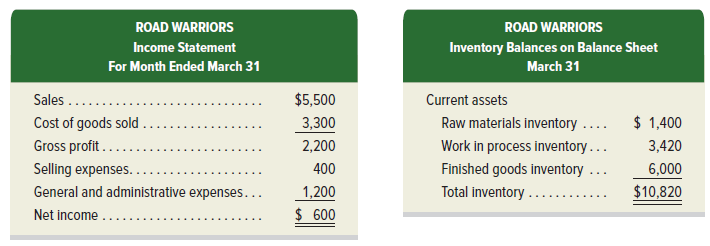 ROAD WARRIORS
Income Statement
For Month Ended March 31
Sales .............................. $5,500
Cost of goods sold .................. 3,300
Gross profit ........................ 2,200
Selling expenses..................... 400
General and administrative expenses... 1,200
Net income ........................ $ 600
ROAD WARRIORS
Inventory Balances on Balance Sheet
March 31
Current assets
Raw materials inventory .... $ 1,400
Work in process inventory... 3,420
Finished goods inventory ... 6,000
Total inventory ............ $10,820